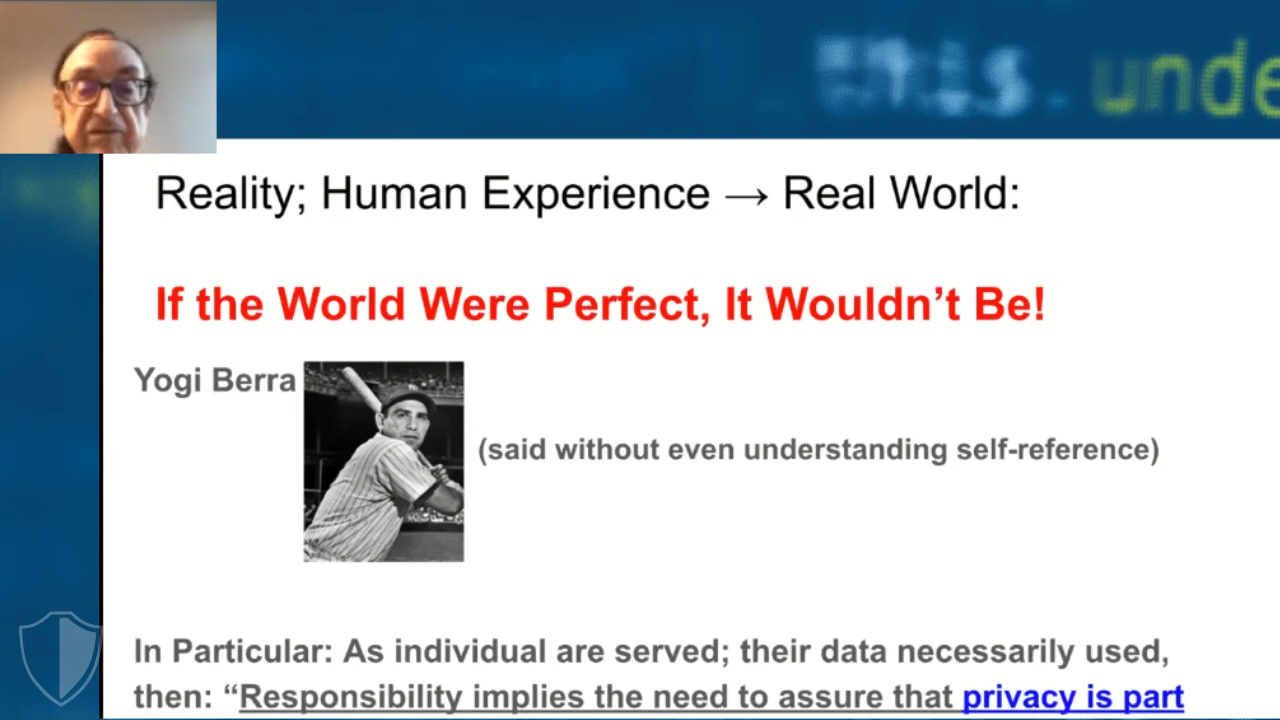 unde
Reality; Human Experience → Real World:
If the World Were Perfect, It Wouldn’t Be!
Yogi Berra
(said without even understanding self-reference)
In Particular: As individual are served; their data necessarily used,
then: “Responsibility implies the need to assure that privacy is part